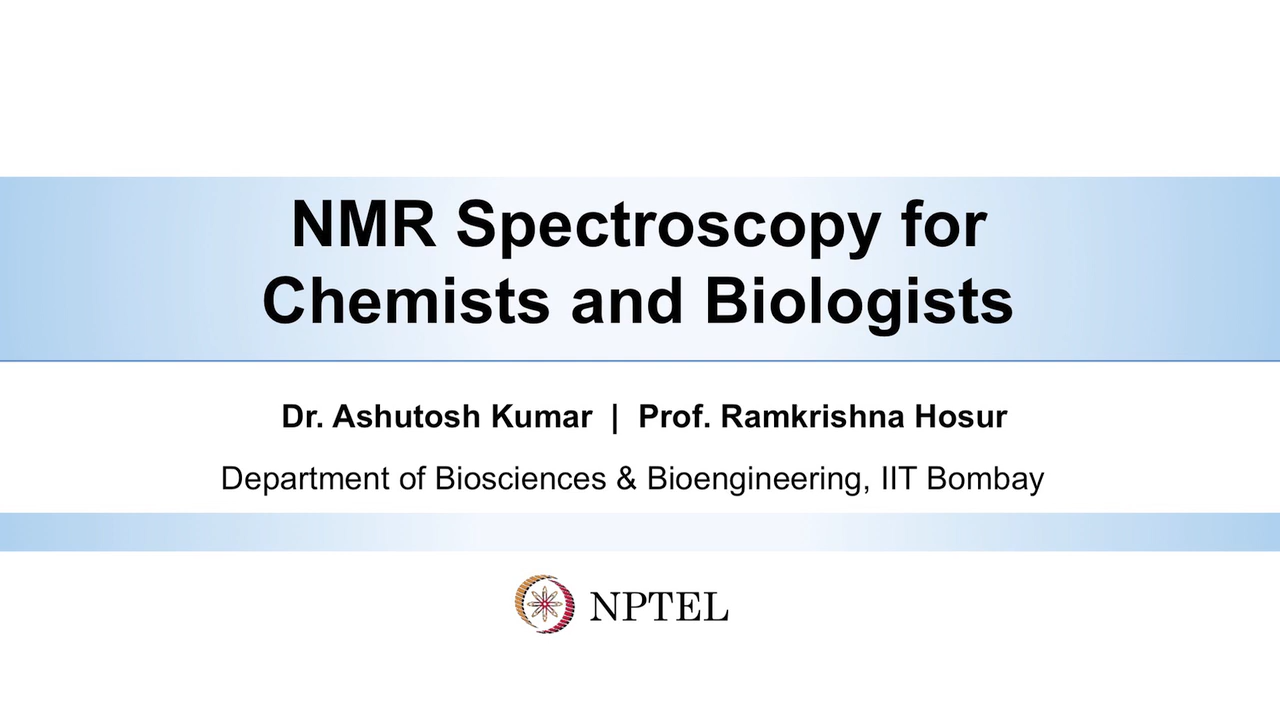 NMR Spectroscopy for
Chemists and Biologists
Dr. Ashutosh Kumar | Prof. Ramkrishna Hosur
Department of Biosciences & Bioengineering, IIT Bombay
NPTEL